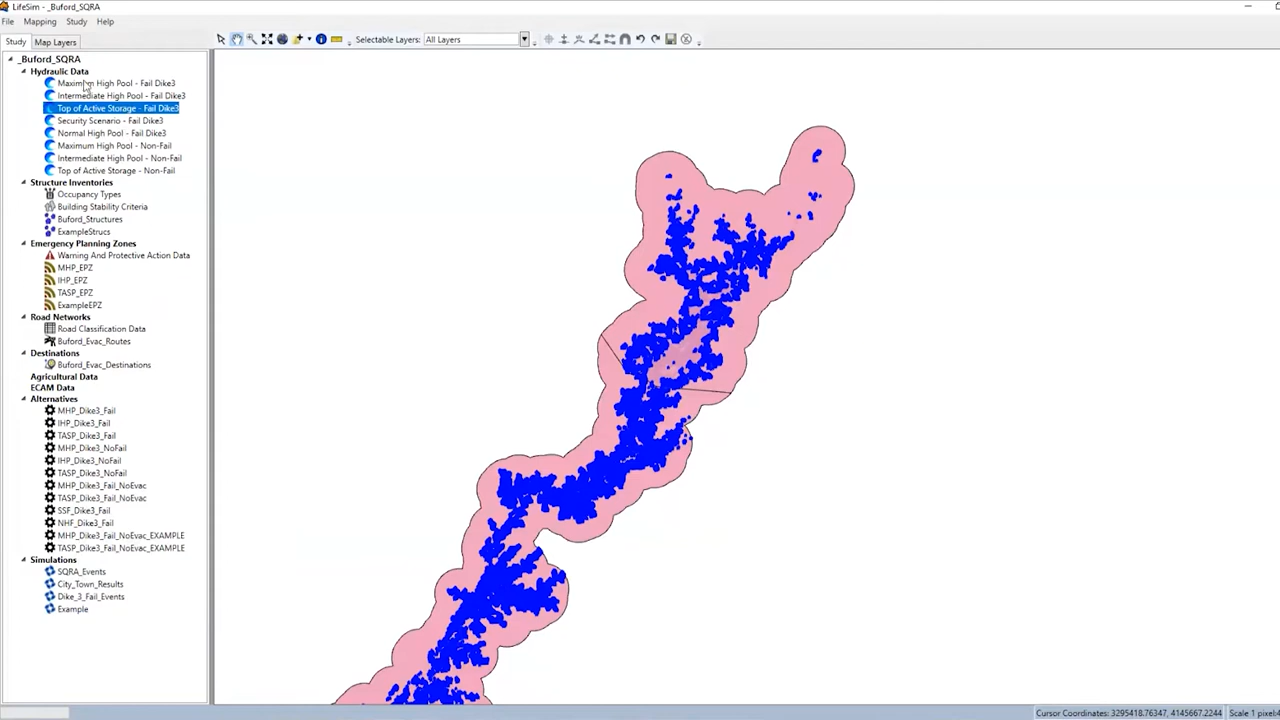 LifeSim - _Buford_SQRA
File Mapping Study Help
Study Map Layers Selectable Layers: All Layers
_Buford_SQRA
Hydraulic Data
Maximum High Pool - Fail Dike3
Intermediate High Pool - Fail Dike3
Top of Active Storage - Fail Dike3
Security Scenario - Fail Dike3
Normal High Pool - Fail Dike3
Maximum High Pool - Non-Fail
Intermediate High Pool - Non-Fail
Top of Active Storage - Non-Fail
Structure Inventories
Occupancy Types
Building Stability Criteria
Buford_Structures
ExampleStrucs
Emergency Planning Zones
Warning And Protective Action Data
MHP_EPZ
IHP_EPZ
TASP_EPZ
ExampleEPZ
Road Networks
Road Classification Data
Buford_Evac_Routes
Destinations
Buford_Evac_Destinations
Agricultural Data
ECAM Data
Alternatives
MHP_Dike3_Fail
IHP_Dike3_Fail
TASP_Dike3_Fail
MHP_Dike3_NoFail
IHP_Dike3_NoFail
TASP_Dike3_NoFail
MHP_Dike3_Fail_NoEvac
TASP_Dike3_Fail_NoEvac
SSF_Dike3_Fail
NHF_Dike3_Fail
MHP_Dike3_Fail_NoEvac_EXAMPLE
TASP_Dike3_Fail_NoEvac_EXAMPLE
Simulations
SQRA_Events
City_Town_Results
Dike_3_Fail_Events
Example
Cursor Coordinates: 3295418.76347, 4145667.2244 Scale 1 pixel:4